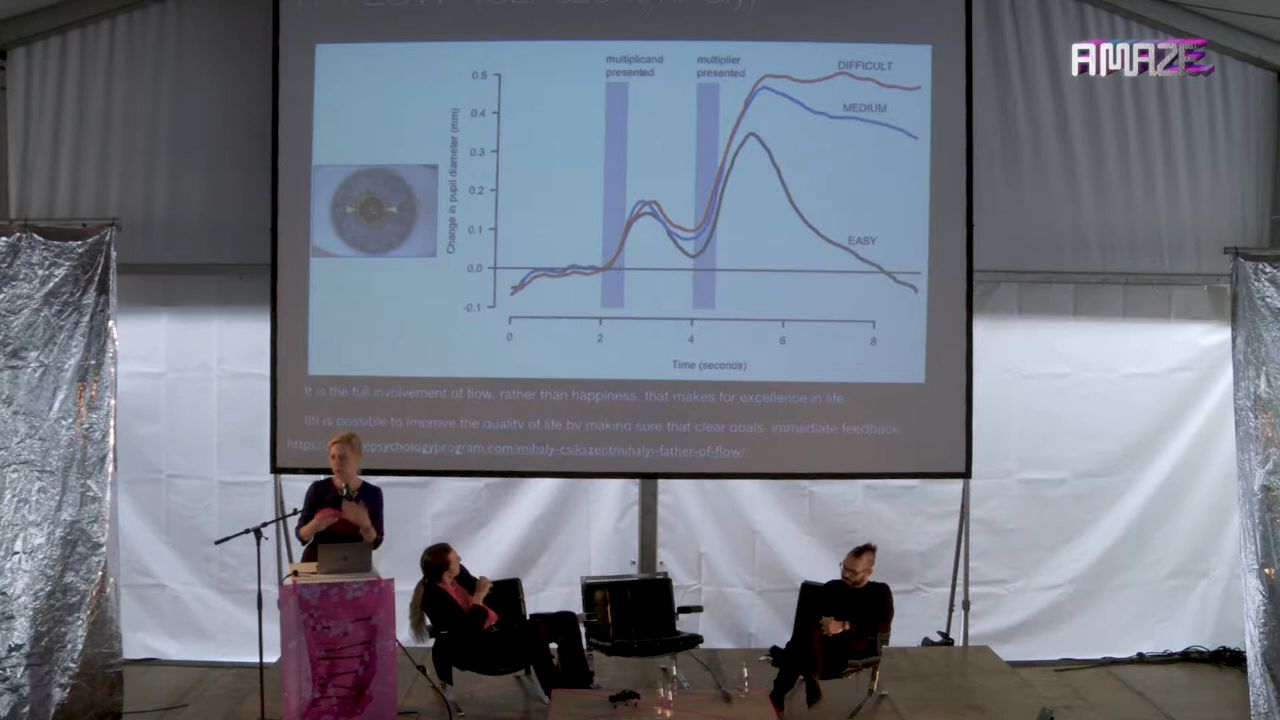 AMAZE.
multiplicand
presented
multiplier
presented
DIFFICULT
MEDIUM
EASY
Change in pupil diameter (mm)
0.5
0.4
0.3
0.2
0.1
0.0
-0.1
0 2 4 6 8
Time (seconds)
It is the full involvement of flow, rather than happiness, that makes for excellence in life.
is possible to improve the quality of life by making sure that clear goals, immediate feedback
epsychologyprogram.com/mihaly-csikszentmihalyi-father-of-flow/